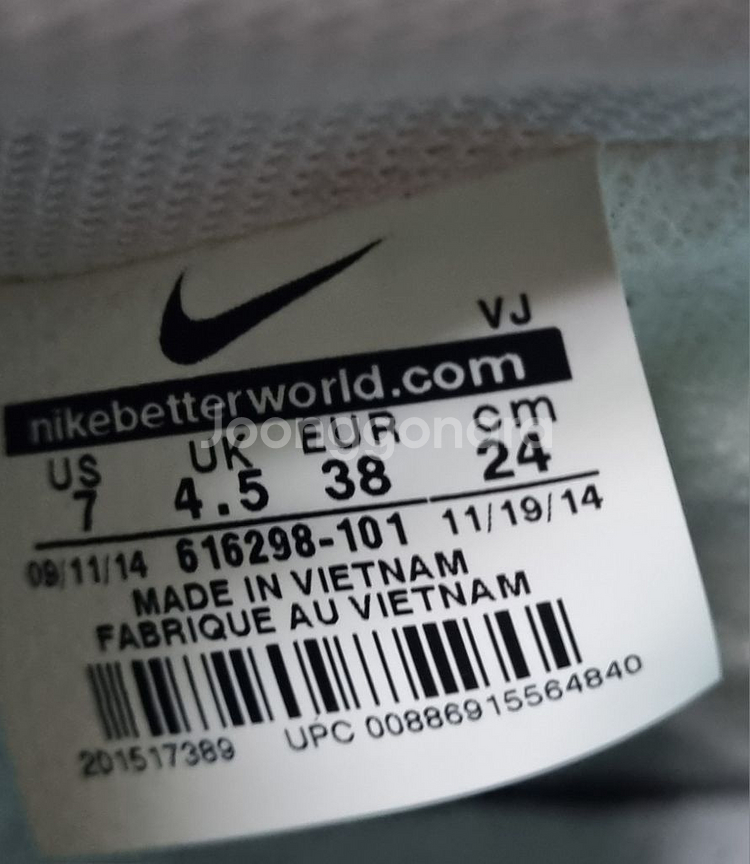 VJ
nikebetterworld.com
Joonggonara
US UK EUR cm
7 4.5 38 24
09/11/14 616298-101 11/19/14
MADE IN VIETNAM
FABRIQUE AU VIETNAM
201517389 UPC 00886915564840